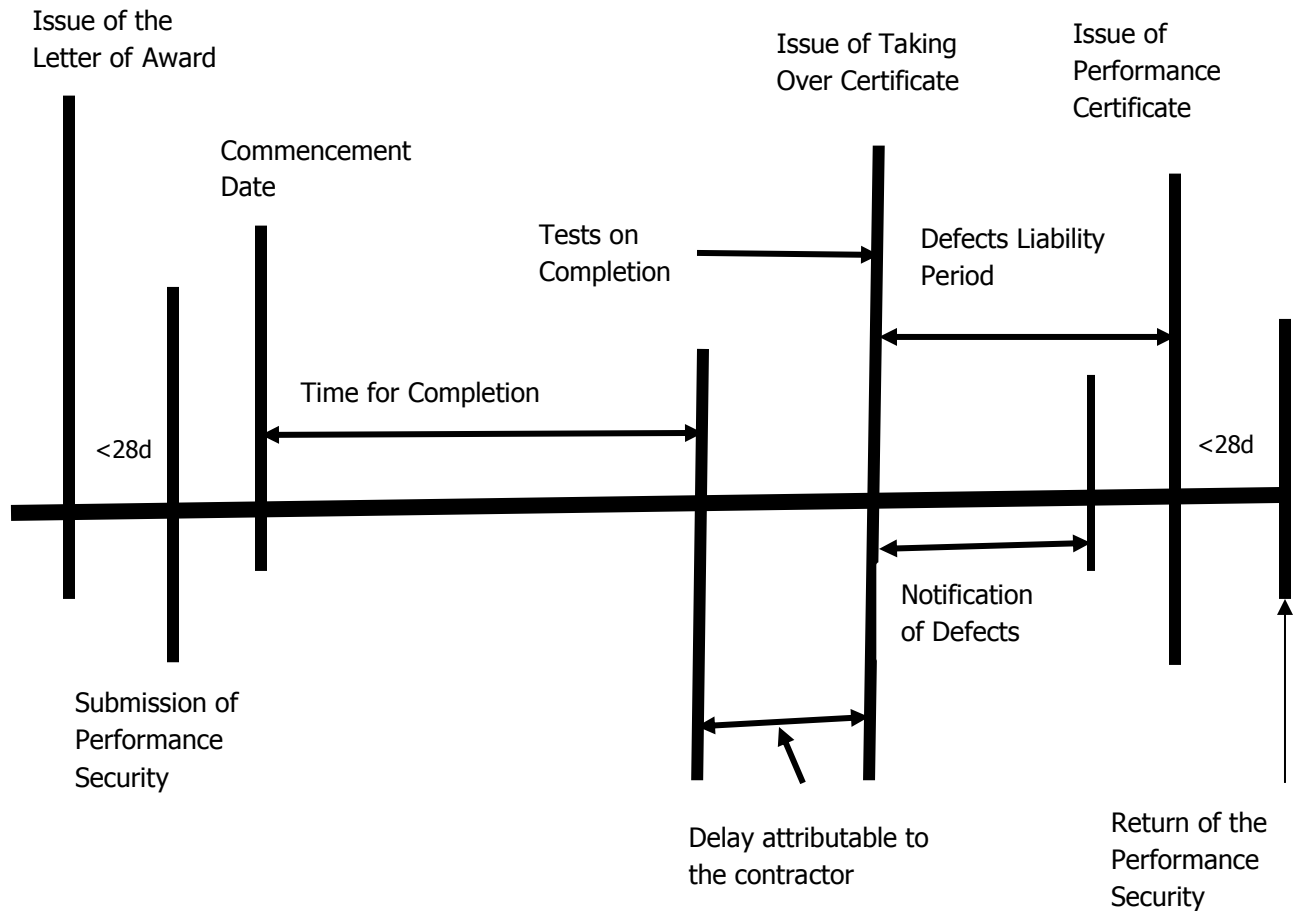 Issue of the
Letter of Award
Issue of Taking
Over Certificate
Issue of
Performance
Certificate
Commencement
Date
Tests on
Completion
Defects Liability
Period
Time for Completion
<28d
<28d
Notification
of Defects
Submission of
Performance
Security
Delay attributable to
the contractor
Return of the
Performance
Security